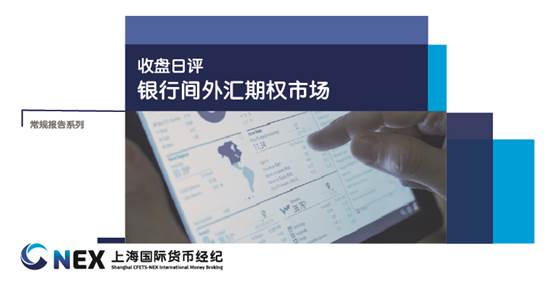 收盘日评
银行间外汇期权市场
常规报告系列
NEX 上海国际货币经纪
Shanghai CFETS-NEX International Money Broking